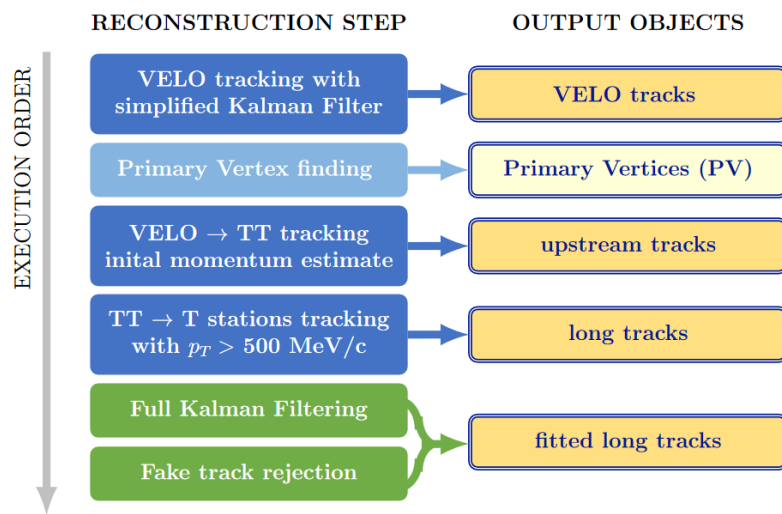 RECONSTRUCTION STEP
OUTPUT OBJECTS
EXECUTION ORDER
VELO tracking with
simplified Kalman Filter
VELO tracks
Primary Vertex finding
Primary Vertices (PV)
VELO → TT tracking
inital momentum estimate
upstream tracks
TT → T stations tracking
with p_T > 500 MeV/c
long tracks
Full Kalman Filtering
Fake track rejection
fitted long tracks